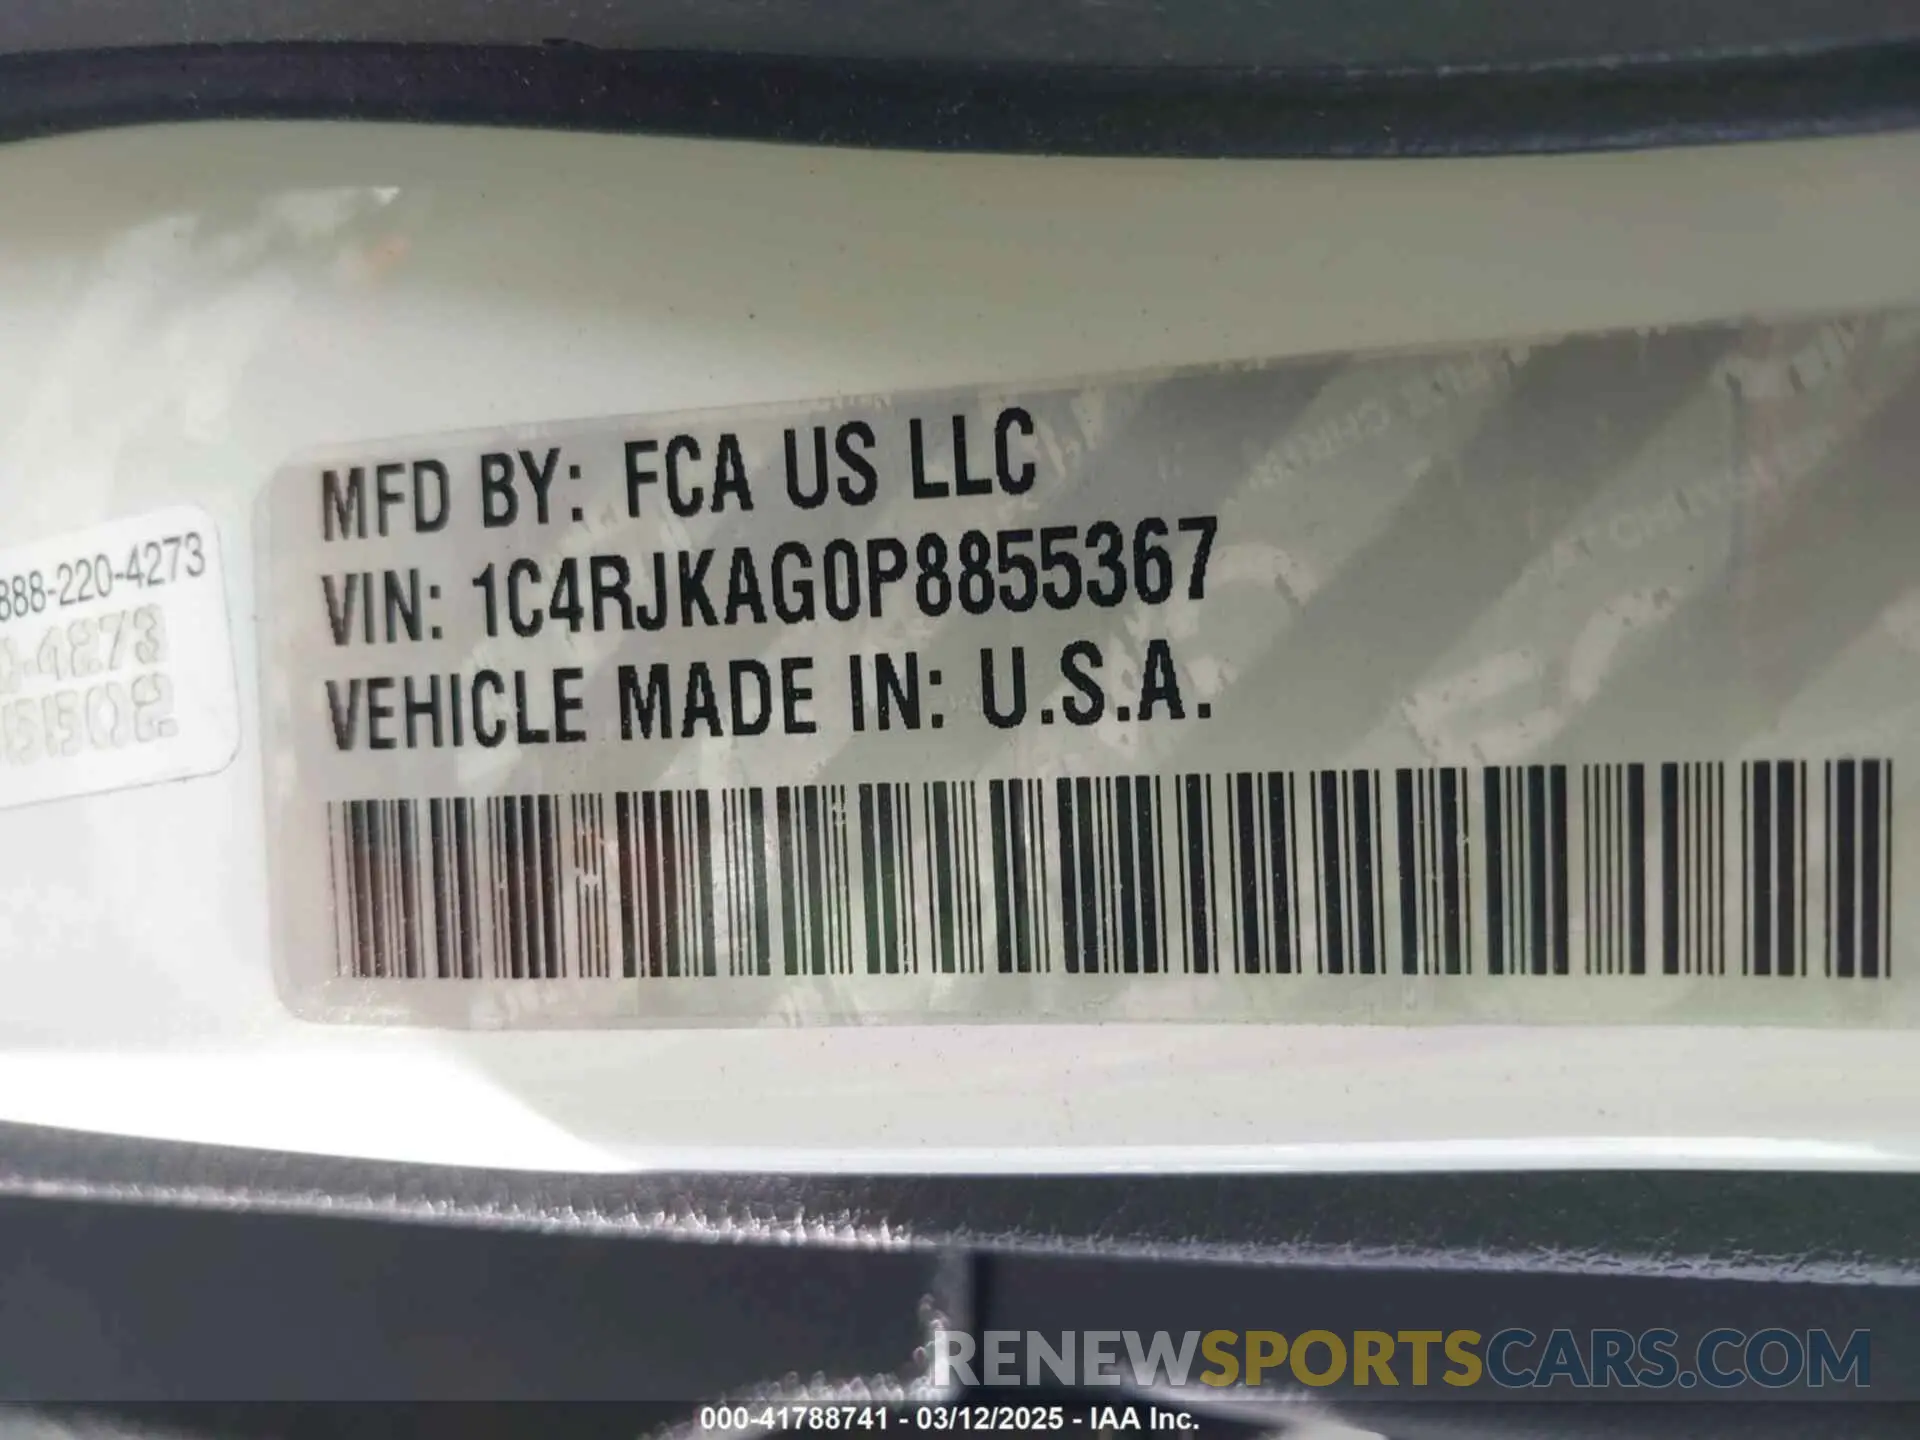 MFD BY: FCA US LLC
VIN: 1C4RJKAG0P8855367
VEHICLE MADE IN: U.S.A.
888-220-4273
RENEWSPORTSCARS.COM
000-41788741 - 03/12/2025 - IAA Inc.